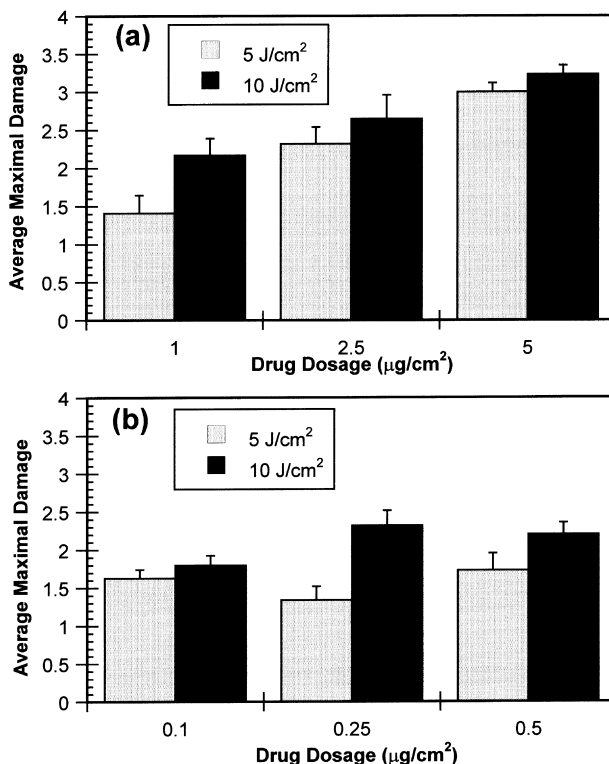 (a)
5 J/cm²
10 J/cm²
Average Maximal Damage
4
3.5
3
2.5
2
1.5
1
0.5
0
1 2.5 5
Drug Dosage (μg/cm²)
(b)
5 J/cm²
10 J/cm²
Average Maximal Damage
4
3.5
3
2.5
2
1.5
1
0.5
0
0.1 0.25 0.5
Drug Dosage (μg/cm²)